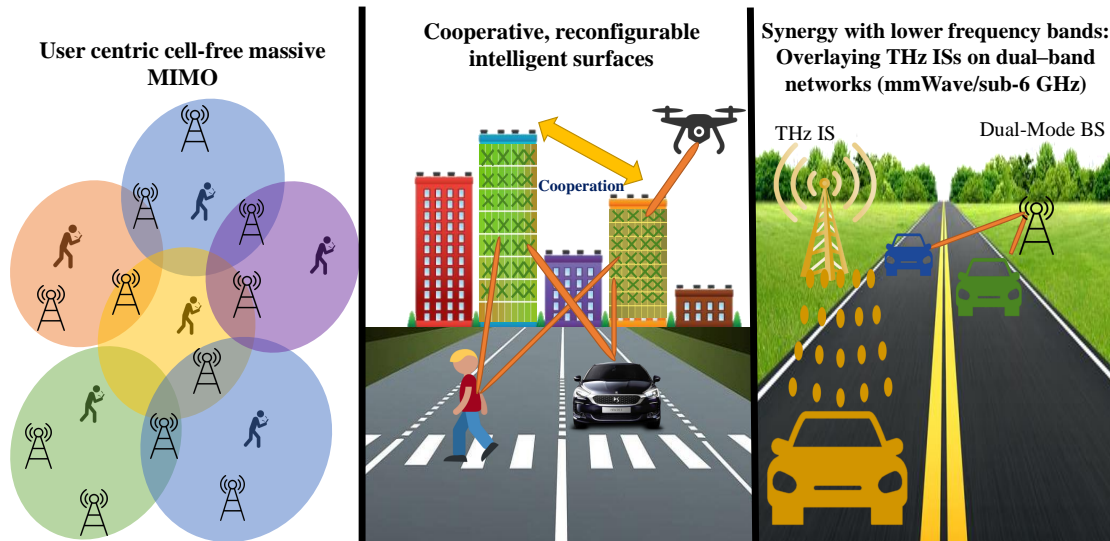 User centric cell-free massive
MIMO
Cooperative, reconfigurable
intelligent surfaces
Cooperation
Synergy with lower frequency bands:
Overlaying THz ISs on dual–band
networks (mmWave/sub-6 GHz)
THz IS
Dual-Mode BS